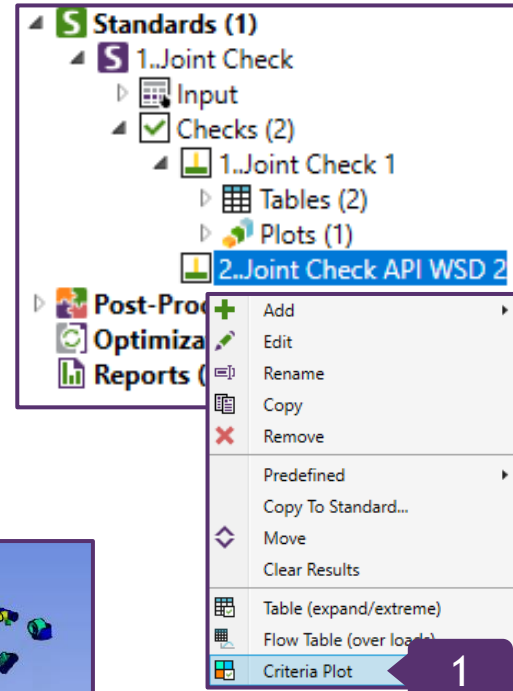 Standards (1)
1..Joint Check
Input
Checks (2)
1..Joint Check 1
Tables (2)
Plots (1)
2..Joint Check API WSD 2
Post-Proc
Optimiza
Reports (
Add
Edit
Rename
Copy
Remove
Predefined
Copy To Standard...
Move
Clear Results
Table (expand/extreme)
Flow Table (over loads)
Criteria Plot
1